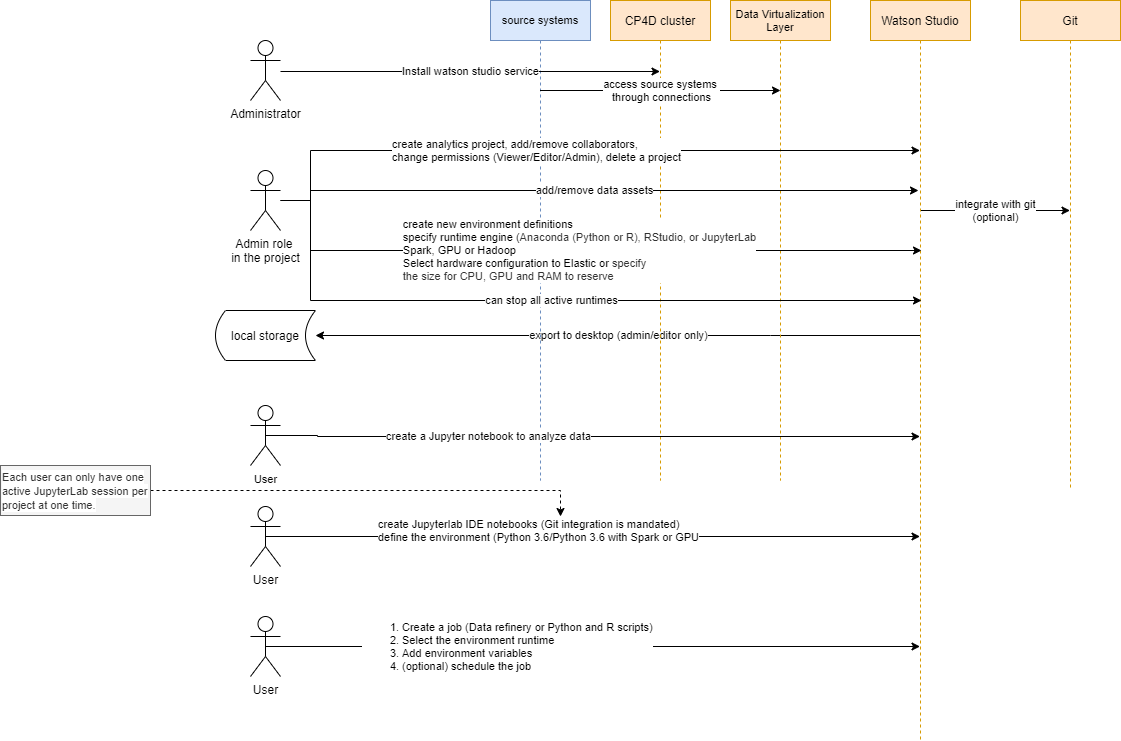 source systems
CP4D cluster
Data Virtualization
Layer
Watson Studio
Git
Install watson studio service
access source systems
through connections
Administrator
create analytics project, add/remove collaborators,
change permissions (Viewer/Editor/Admin), delete a project
add/remove data assets
integrate with git
(optional)
Admin role
in the project
create new environment definitions
specify runtime engine (Anaconda (Python or R), RStudio, or JupyterLab
Spark, GPU or Hadoop
Select hardware configuration to Elastic or specify
the size for CPU, GPU and RAM to reserve
can stop all active runtimes
local storage
export to desktop (admin/editor only)
create a Jupyter notebook to analyze data
User
Each user can only have one
active JupyterLab session per
project at one time.
create Jupyterlab IDE notebooks (Git integration is mandated)
define the environment (Python 3.6/Python 3.6 with Spark or GPU
User
1. Create a job (Data refinery or Python and R scripts)
2. Select the environment runtime
3. Add environment variables
4. (optional) schedule the job
User